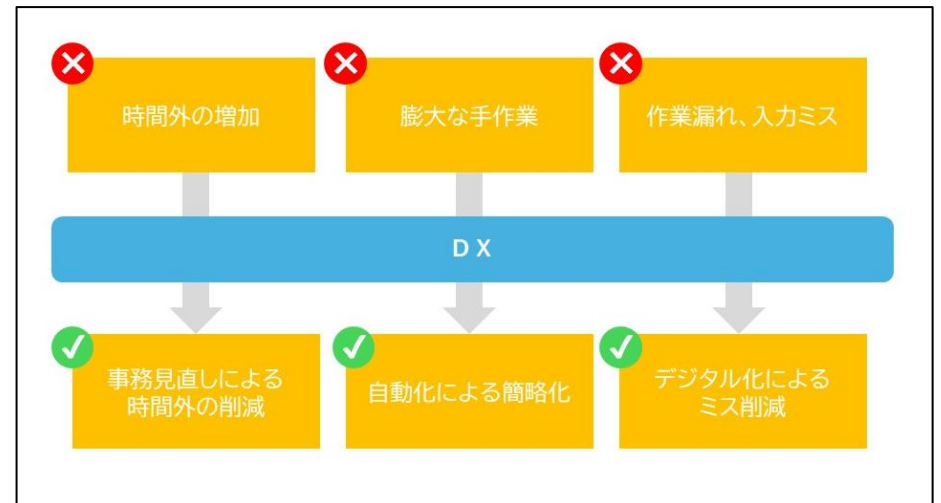 時間外の増加
膨大な手作業
作業漏れ、入力ミス
DX
事務見直しによる
時間外の削減
自動化による簡略化
デジタル化による
ミス削減